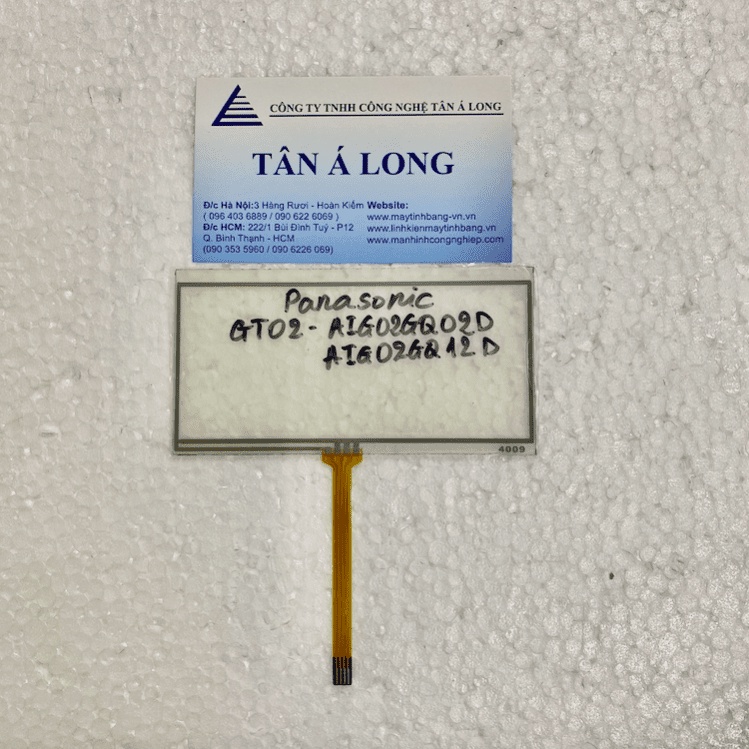 CÔNG TY TNHH CÔNG NGHỆ TÂN Á LONG
TÂN Á LONG
Đ/c Hà Nội:3 Hàng Rươi - Hoàn Kiếm
( 096 403 6889 / 090 622 6069 )
Đ/c HCM: 222/1 Bùi Đình Tuý - P12
Q. Bình Thạnh - HCM
(090 353 5960 / 090 6226 069)
Website:
www.maytinhbang-vn.vn
www.linhkienmaytinhbang.vn
www.manhinhcongnghiep.com
Panasonic
GT02 - AIG02GQ02D
AIG02GQ12D
4009